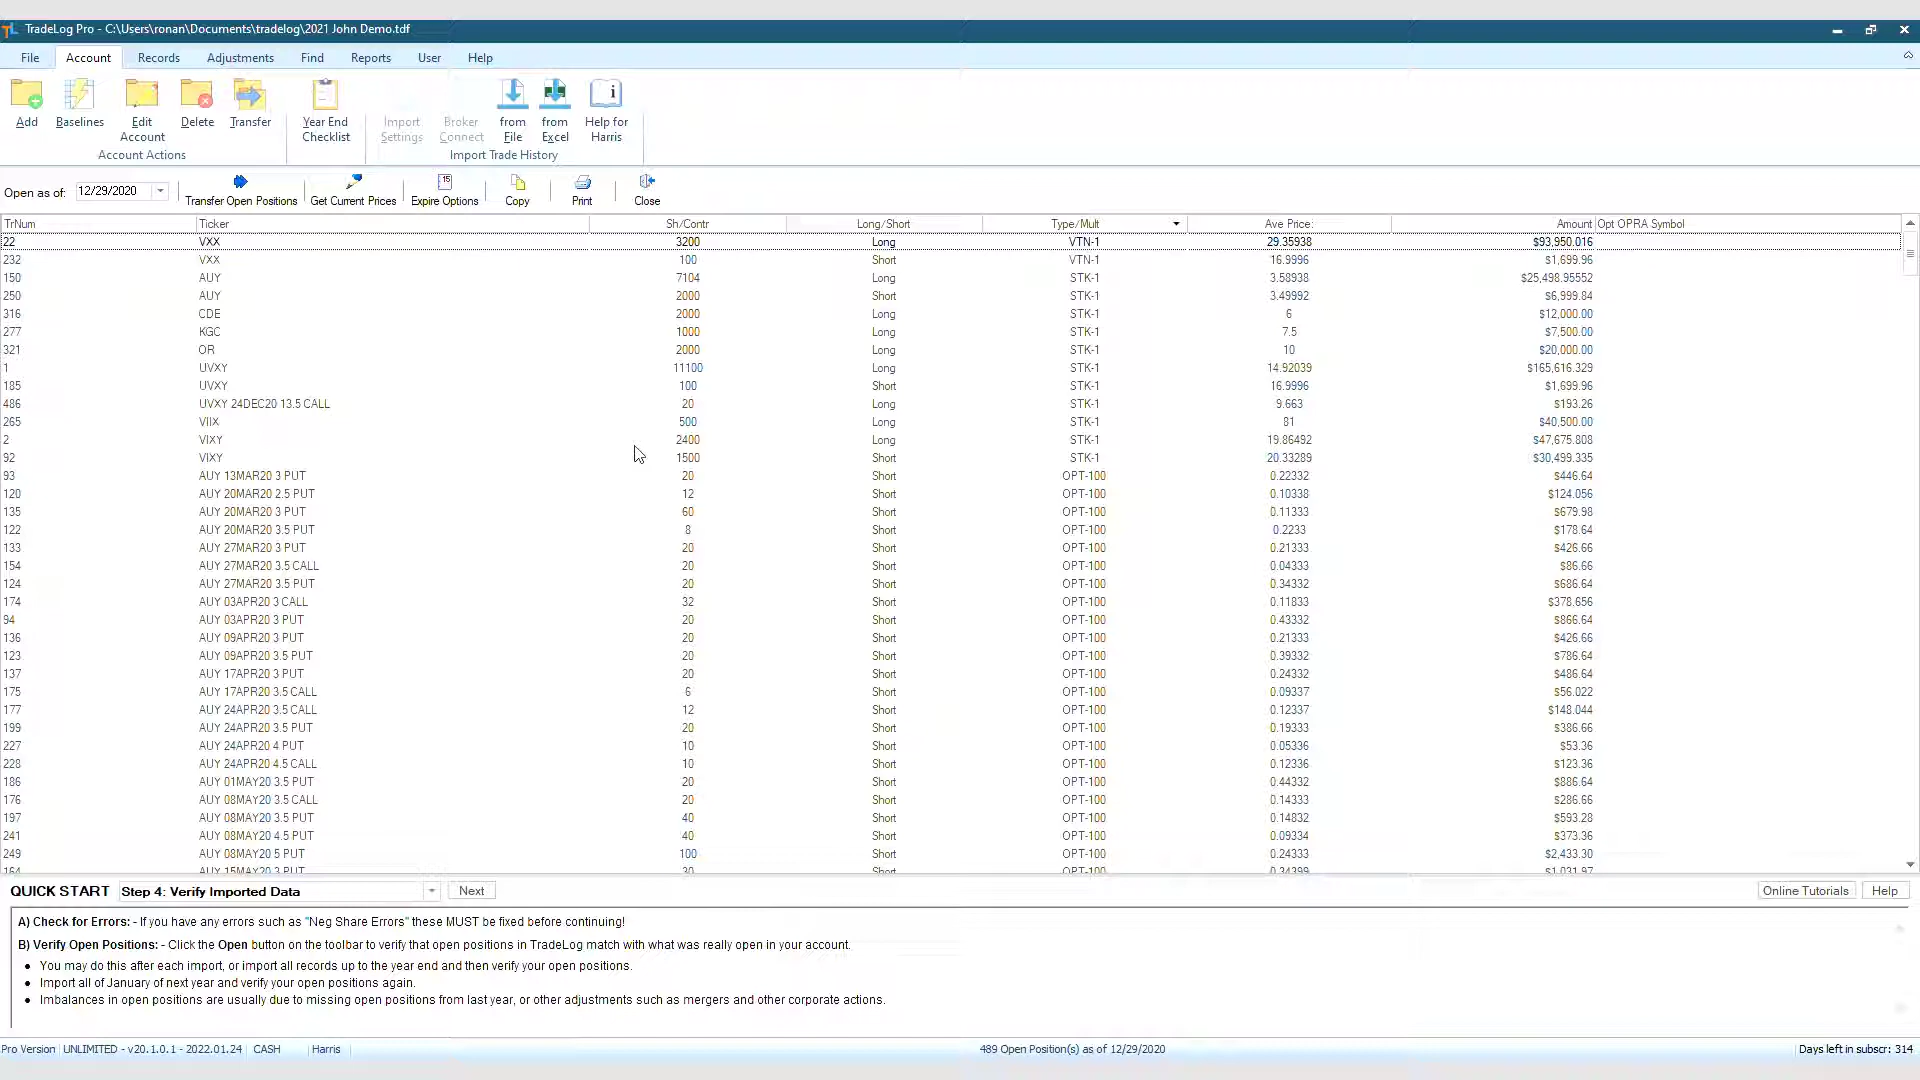 TradeLog Pro - C:\Users\ronan\Documents\tradelog\2021 John Demo.tdf
File Account Records Adjustments Find Reports User Help
Add Baselines Edit Account Delete Transfer Year End Checklist Import Settings Broker Connect from File from Excel Help for Harris
Account Actions Import Trade History
Open as of: 12/29/2020 Transfer Open Positions Get Current Prices 15 Expire Options Copy Print Close
TrNum Ticker Sh/Contr Long/Short Type/Mult Ave Price: Amount Opt OPRA Symbol
22 VXX 3200 Long VTN-1 29.35938 $93,950.016
232 VXX 100 Short VTN-1 16.9996 $1,699.96
150 AUY 7104 Long STK-1 3.58938 $25,498.95552
250 AUY 2000 Short STK-1 3.49992 $6,999.84
316 CDE 2000 Long STK-1 6 $12,000.00
277 KGC 1000 Long STK-1 7.5 $7,500.00
321 OR 2000 Long STK-1 10 $20,000.00
1 UVXY 11100 Long STK-1 14.92039 $165,616.329
185 UVXY 100 Short STK-1 16.9996 $1,699.96
486 UVXY 24DEC20 13.5 CALL 20 Long STK-1 9.663 $193.26
265 VIIX 500 Long STK-1 81 $40,500.00
2 VIXY 2400 Long STK-1 19.86492 $47,675.808
92 VIXY 1500 Short STK-1 20.33289 $30,499.335
93 AUY 13MAR20 3 PUT 20 Short OPT-100 0.22332 $446.64
120 AUY 20MAR20 2.5 PUT 12 Short OPT-100 0.10338 $124.056
135 AUY 20MAR20 3 PUT 60 Short OPT-100 0.11333 $679.98
122 AUY 20MAR20 3.5 PUT 8 Short OPT-100 0.2233 $178.64
133 AUY 27MAR20 3 PUT 20 Short OPT-100 0.21333 $426.66
154 AUY 27MAR20 3.5 CALL 20 Short OPT-100 0.04333 $86.66
124 AUY 27MAR20 3.5 PUT 20 Short OPT-100 0.34332 $686.64
174 AUY 03APR20 3 CALL 32 Short OPT-100 0.11833 $378.656
94 AUY 03APR20 3 PUT 20 Short OPT-100 0.43332 $866.64
136 AUY 09APR20 3 PUT 20 Short OPT-100 0.21333 $426.66
123 AUY 09APR20 3.5 PUT 20 Short OPT-100 0.39332 $786.64
137 AUY 17APR20 3 PUT 20 Short OPT-100 0.24332 $486.64
175 AUY 17APR20 3.5 CALL 6 Short OPT-100 0.09337 $56.022
177 AUY 24APR20 3.5 CALL 12 Short OPT-100 0.12337 $148.044
199 AUY 24APR20 3.5 PUT 20 Short OPT-100 0.19333 $386.66
227 AUY 24APR20 4 PUT 10 Short OPT-100 0.05336 $53.36
228 AUY 24APR20 4.5 CALL 10 Short OPT-100 0.12336 $123.36
186 AUY 01MAY20 3.5 PUT 20 Short OPT-100 0.44332 $886.64
176 AUY 08MAY20 3.5 CALL 20 Short OPT-100 0.14333 $286.66
197 AUY 08MAY20 3.5 PUT 40 Short OPT-100 0.14832 $593.28
241 AUY 08MAY20 4.5 PUT 40 Short OPT-100 0.09334 $373.36
249 AUY 08MAY20 5 PUT 100 Short OPT-100 0.24333 $2,433.30
164 AUY 15MAY20 3 PUT 30 Short OPT-100 0.34399 $1,031.97
QUICK START Step 4: Verify Imported Data Next Online Tutorials Help
A) Check for Errors: - If you have any errors such as "Neg Share Errors" these MUST be fixed before continuing!
B) Verify Open Positions: - Click the Open button on the toolbar to verify that open positions in TradeLog match with what was really open in your account.
• You may do this after each import, or import all records up to the year end and then verify your open positions.
• Import all of January of next year and verify your open positions again.
• Imbalances in open positions are usually due to missing open positions from last year, or other adjustments such as mergers and other corporate actions.
Pro Version UNLIMITED - v20.1.0.1 - 2022.01.24 CASH Harris 489 Open Position(s) as of 12/29/2020 Days left in subscr: 314